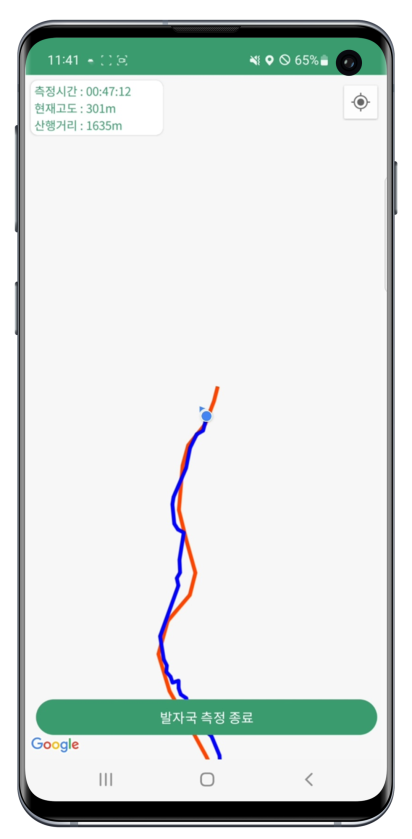 11:41
65%
측정시간 : 00:47:12
현재고도 : 301m
산행거리 : 1635m
발자국 측정 종료
Google